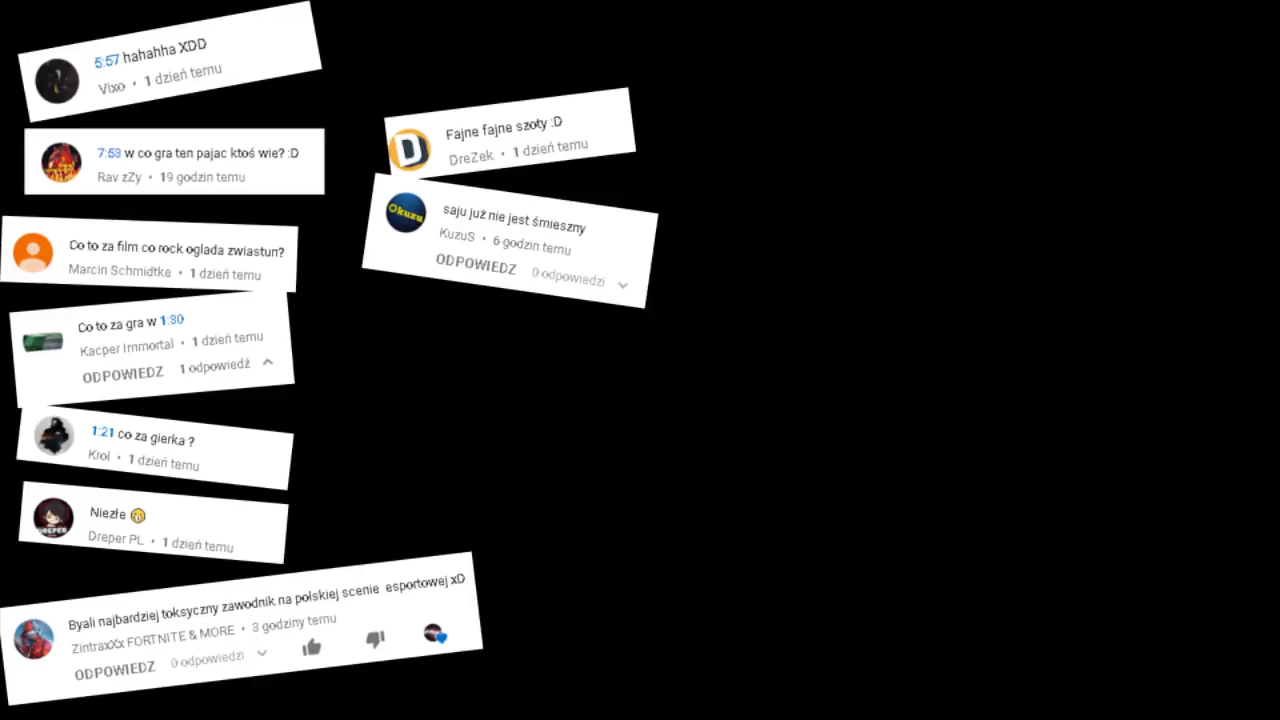 5:57 hahahha XDD
Vixo • 1 dzień temu
7:53 w co gra ten pajac ktoś wie? :D
Rav zZy • 19 godzin temu
Co to za film co rock oglada zwiastun?
Marcin Schmidtke • 1 dzień temu
Co to za gra w 1:30
Kacper Immortal • 1 dzień temu
ODPOWIEDZ 1 odpowiedź
1:21 co za gierka ?
Krol • 1 dzień temu
DREPER
Niezłe
Dreper PL • 1 dzień temu
Byali najbardziej toksyczny zawodnik na polskiej scenie esportowej xD
ZintraxXx FORTNITE & MORE • 3 godziny temu
ODPOWIEDZ 0 odpowiedzi
D
Fajne fajne szoty :D
DreZek • 1 dzień temu
Okuzu
saju już nie jest śmieszny
KuzuS • 6 godzin temu
ODPOWIEDZ 0 odpowiedzi